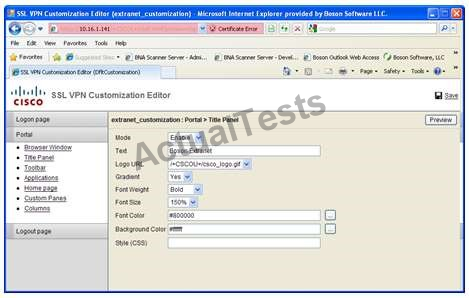 SSL VPN Customization Editor (extranet_customization) - Microsoft Internet Explorer provided by Boson Software LLC.
10.16.1.141
Certificate Error
Google
File Edit View Favorites Tools Help
Favorites Suggested Sites BNA Scanner Server - Admi... BNA Scanner Server - Devel... Boson Outlook Web Access Boson Software, LLC
SSL VPN Customization Editor (DfltCustomization)
Page Safety Tools
CISCO
SSL VPN Customization Editor
Save
Logon page
Portal
Browser Window
Title Panel
Toolbar
Applications
Home page
Custom Panes
Columns
Logout page
extranet_customization : Portal > Title Panel
Preview
Mode Enable
Text Boson Extranet
Logo URL /+CSCOU+/csco_logo.gif
Gradient Yes
Font Weight Bold
Font Size 150%
Font Color #800000 ...
Background Color #ffffff ...
Style (CSS)
ActualTests